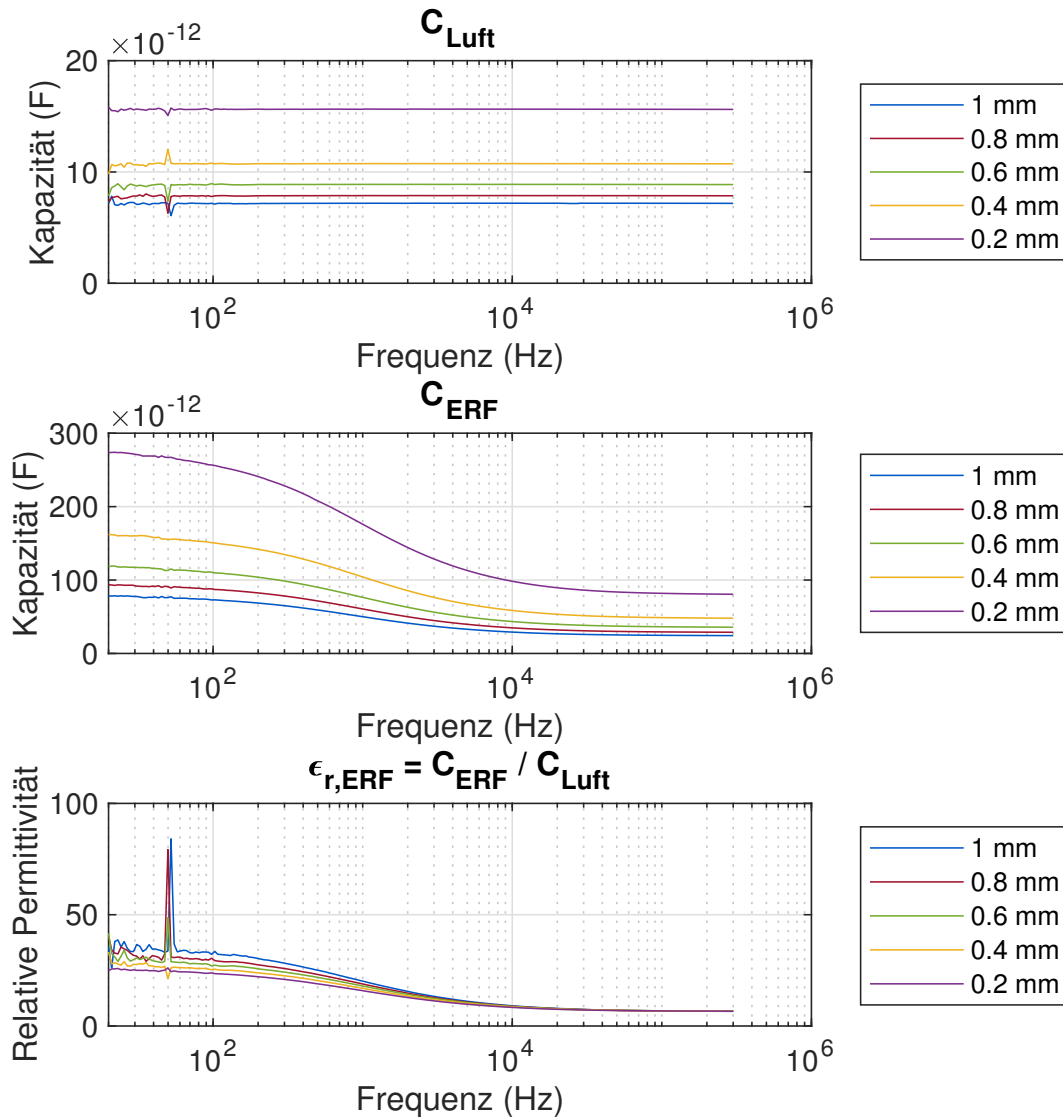 C_Luft
×10^-12
20
10
0
Kapazität (F)
10^2
10^4
10^6
Frequenz (Hz)
1 mm
0.8 mm
0.6 mm
0.4 mm
0.2 mm
C_ERF
×10^-12
300
200
100
0
Kapazität (F)
10^2
10^4
10^6
Frequenz (Hz)
1 mm
0.8 mm
0.6 mm
0.4 mm
0.2 mm
ϵ_r,ERF = C_ERF / C_Luft
100
50
0
Relative Permittivität
10^2
10^4
10^6
Frequenz (Hz)
1 mm
0.8 mm
0.6 mm
0.4 mm
0.2 mm